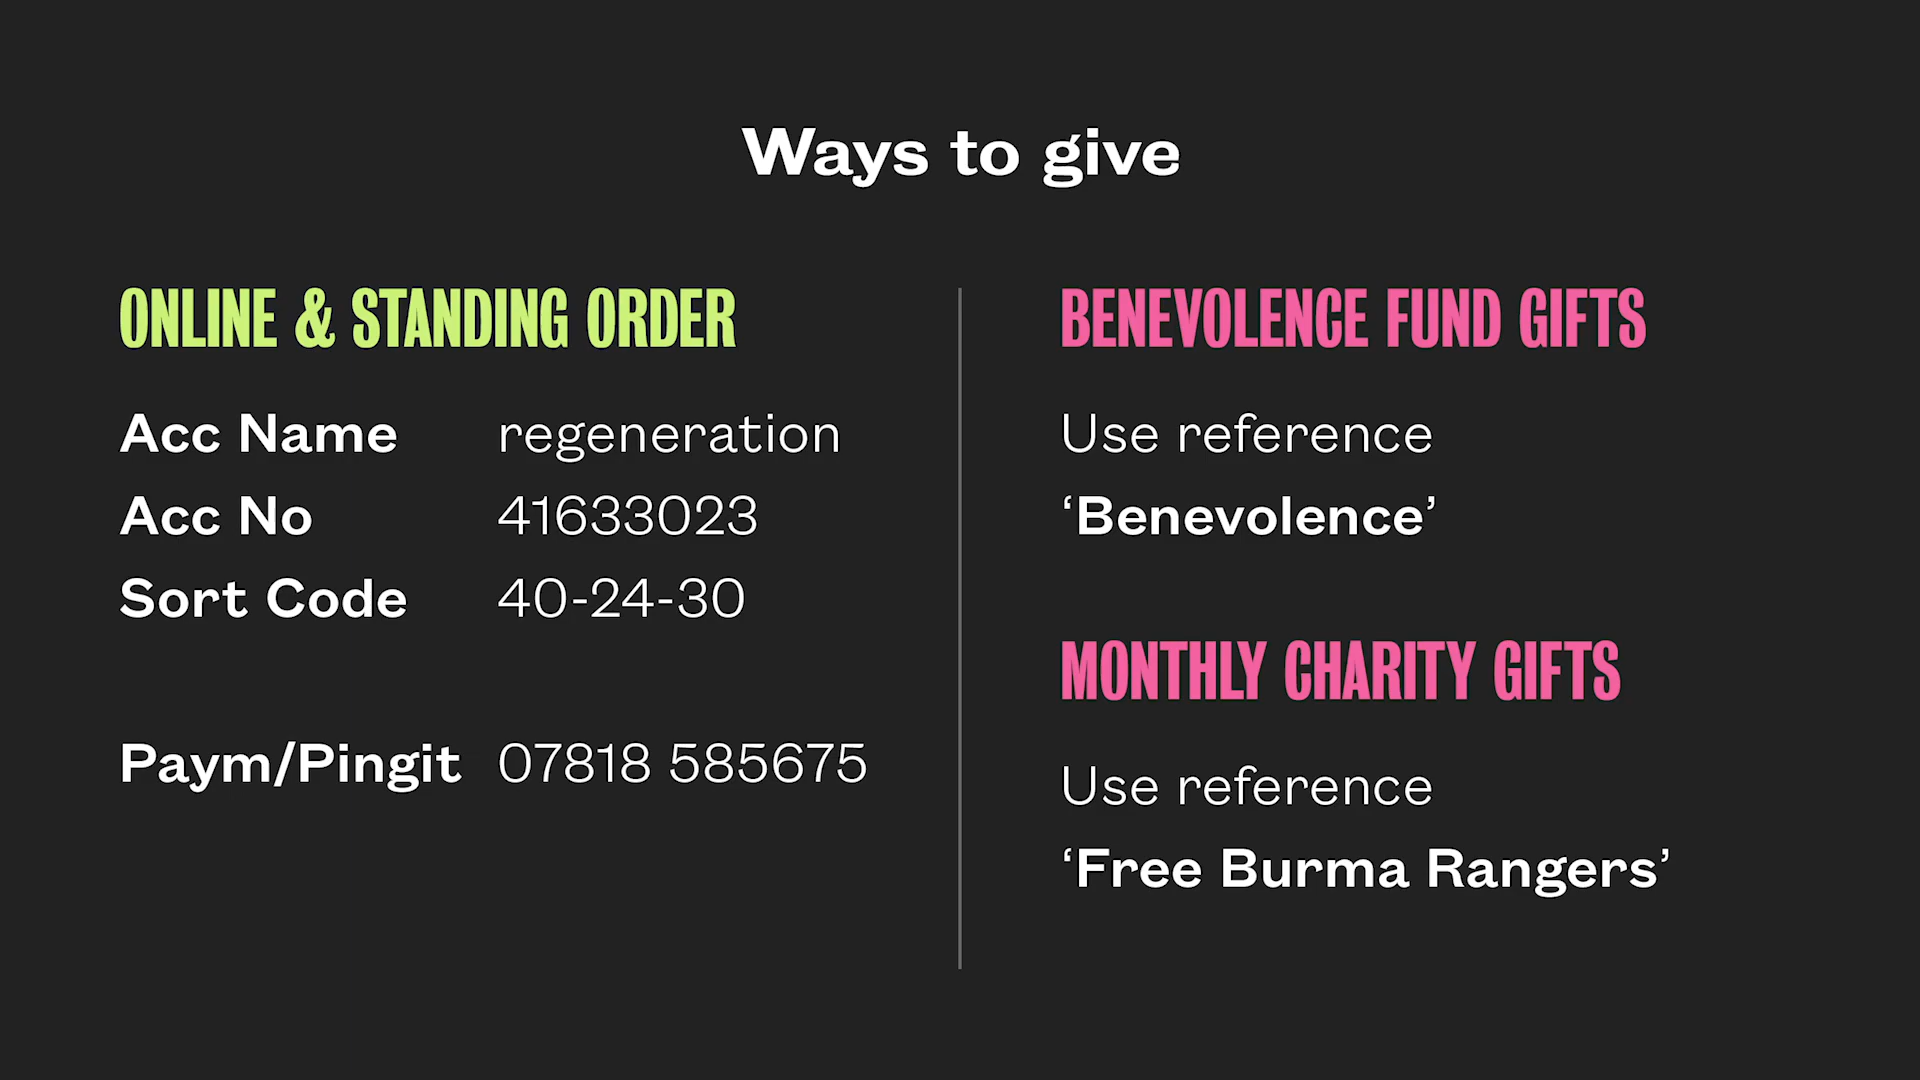 Ways to give
ONLINE & STANDING ORDER
Acc Name regeneration
Acc No 41633023
Sort Code 40-24-30
Paym/Pingit 07818 585675
BENEVOLENCE FUND GIFTS
Use reference
‘Benevolence’
MONTHLY CHARITY GIFTS
Use reference
‘Free Burma Rangers’